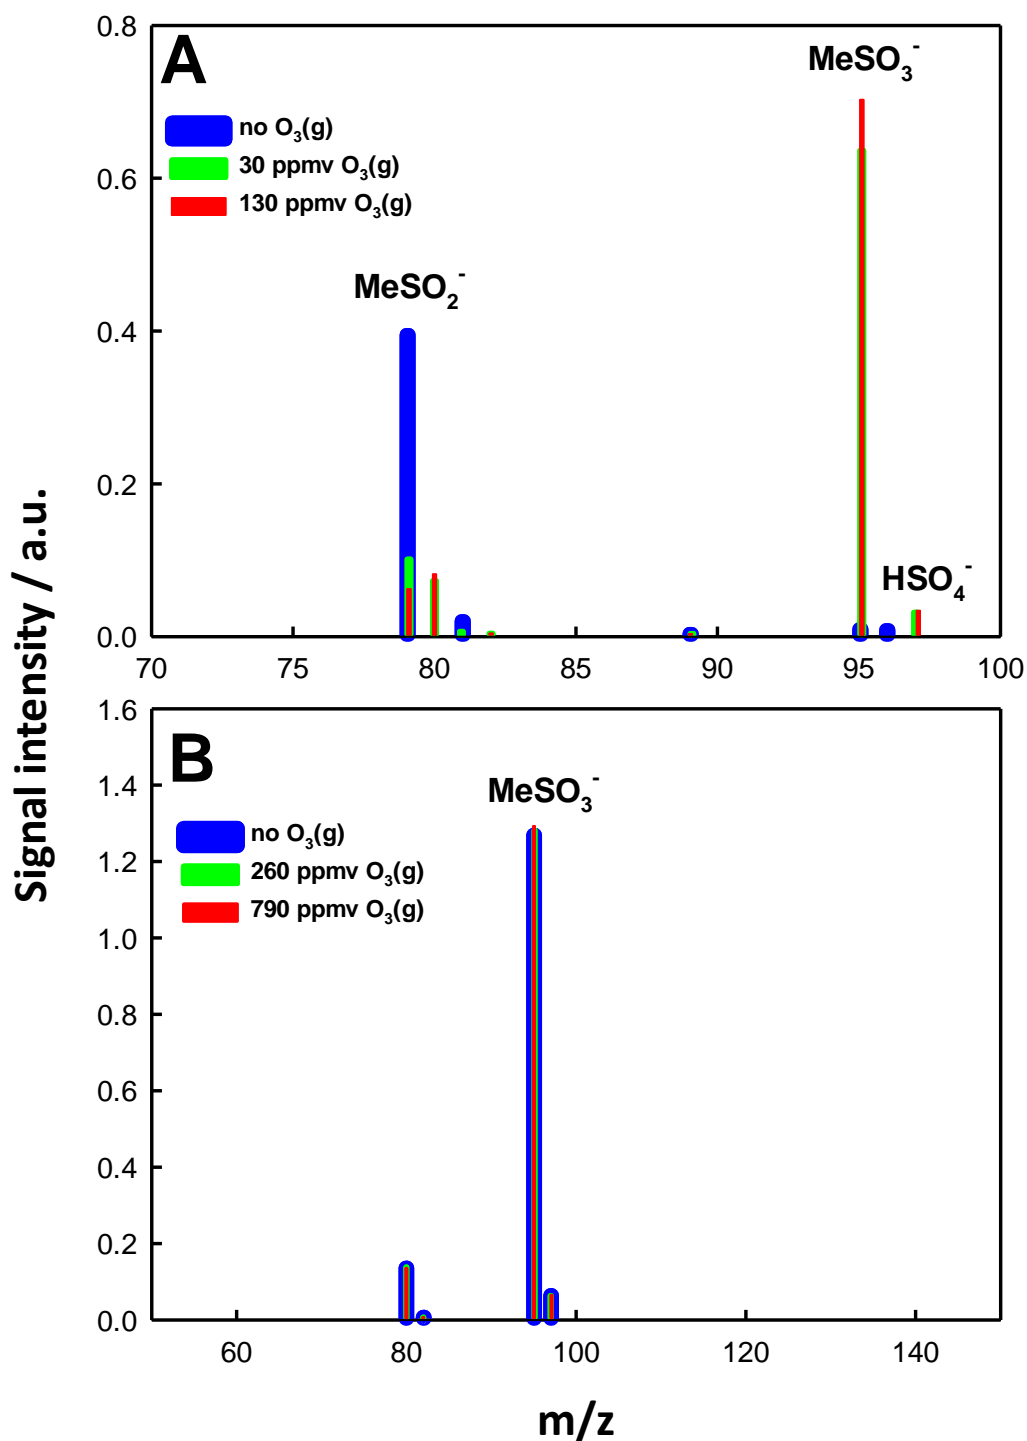 0.8
A
MeSO₃⁻
no O₃(g)
30 ppmv O₃(g)
130 ppmv O₃(g)
0.6
MeSO₂⁻
0.4
0.2
HSO₄⁻
0.0
70 75 80 85 90 95 100
Signal intensity / a.u.
1.6
B
MeSO₃⁻
1.4
no O₃(g)
260 ppmv O₃(g)
790 ppmv O₃(g)
1.2
1.0
0.8
0.6
0.4
0.2
0.0
60 80 100 120 140
m/z